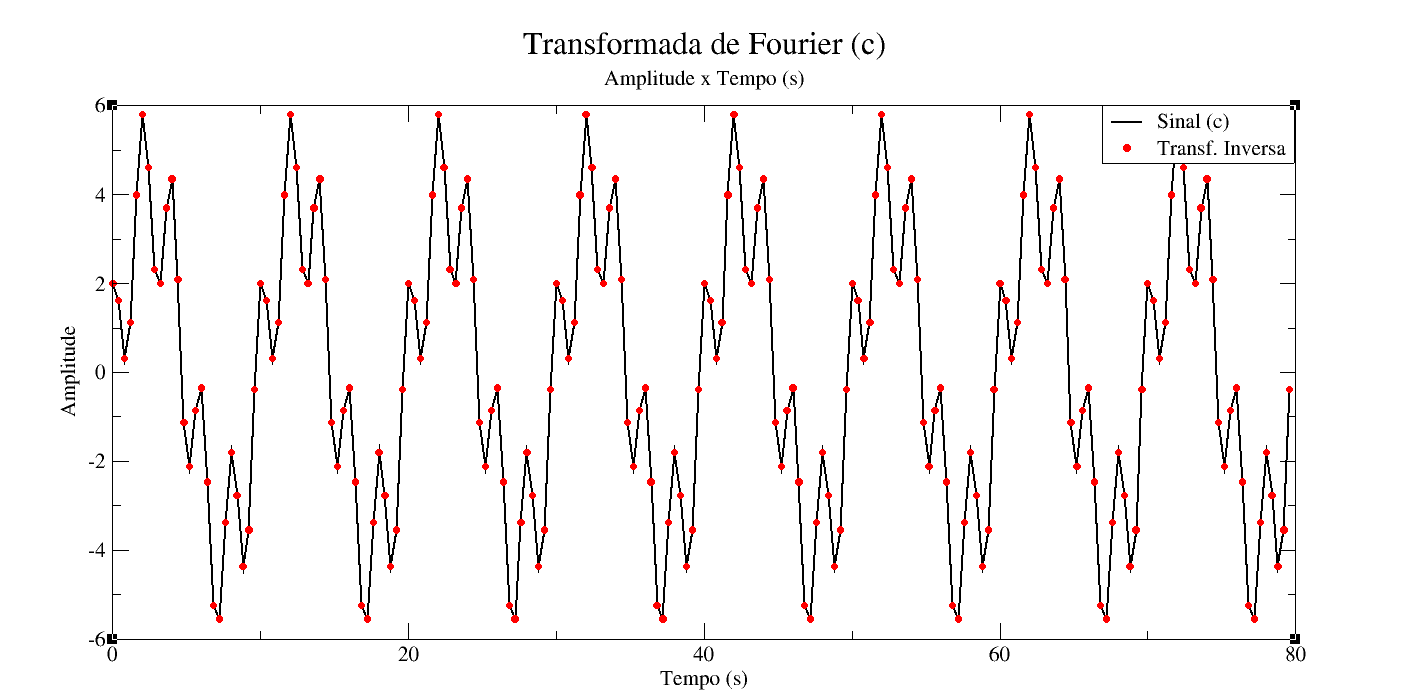 Transformada de Fourier (c)
Amplitude x Tempo (s)
Sinal (c)
Transf. Inversa
6
4
2
0
-2
-4
-6
Amplitude
0 20 40 60 80
Tempo (s)